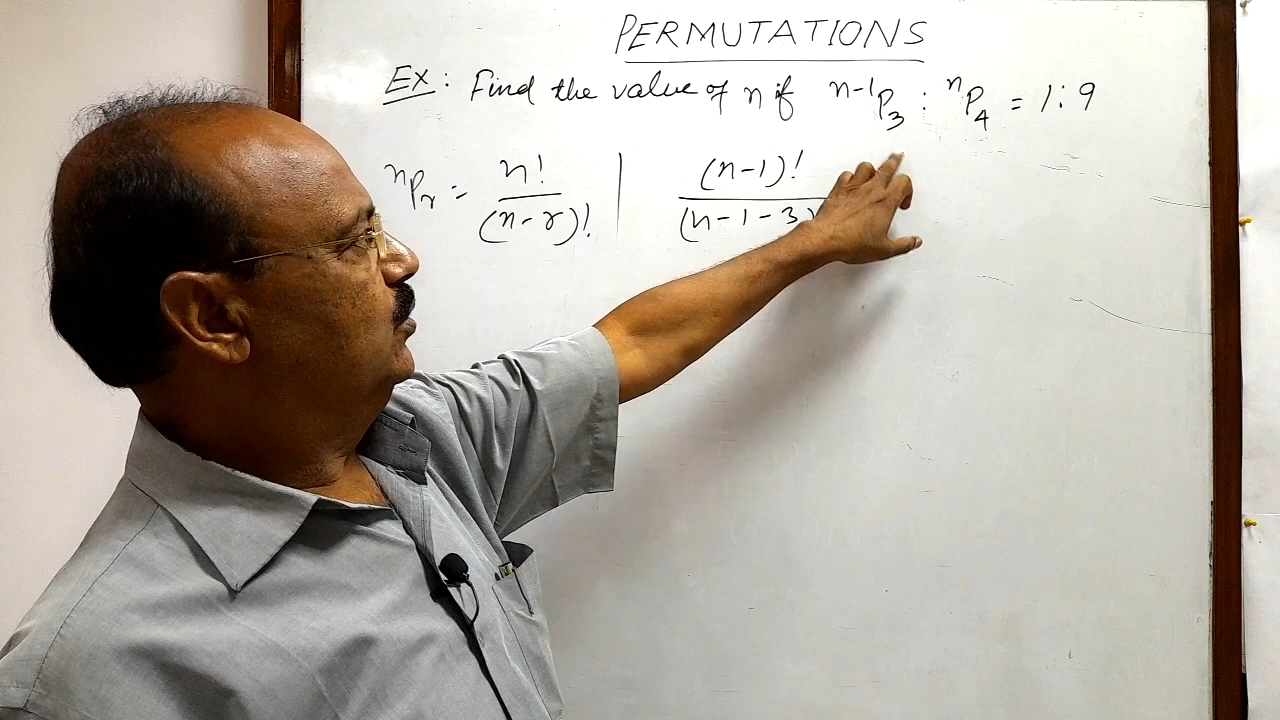 PERMUTATIONS
Ex: Find the value of n if ⁿ⁻¹P₃ : ⁿP₄ = 1:9
ⁿPᵣ = n!/(n-r)! | (n-1)!/(n-1-3)